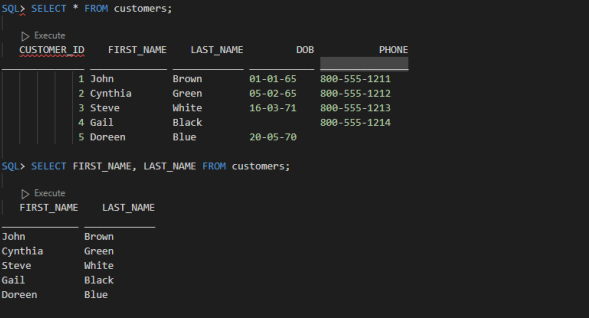 SQL> SELECT * FROM customers;
Execute
CUSTOMER_ID FIRST_NAME LAST_NAME DOB PHONE
1 John Brown 01-01-65 800-555-1211
2 Cynthia Green 05-02-65 800-555-1212
3 Steve White 16-03-71 800-555-1213
4 Gail Black 800-555-1214
5 Doreen Blue 20-05-70
SQL> SELECT FIRST_NAME, LAST_NAME FROM customers;
Execute
FIRST_NAME LAST_NAME
John Brown
Cynthia Green
Steve White
Gail Black
Doreen Blue